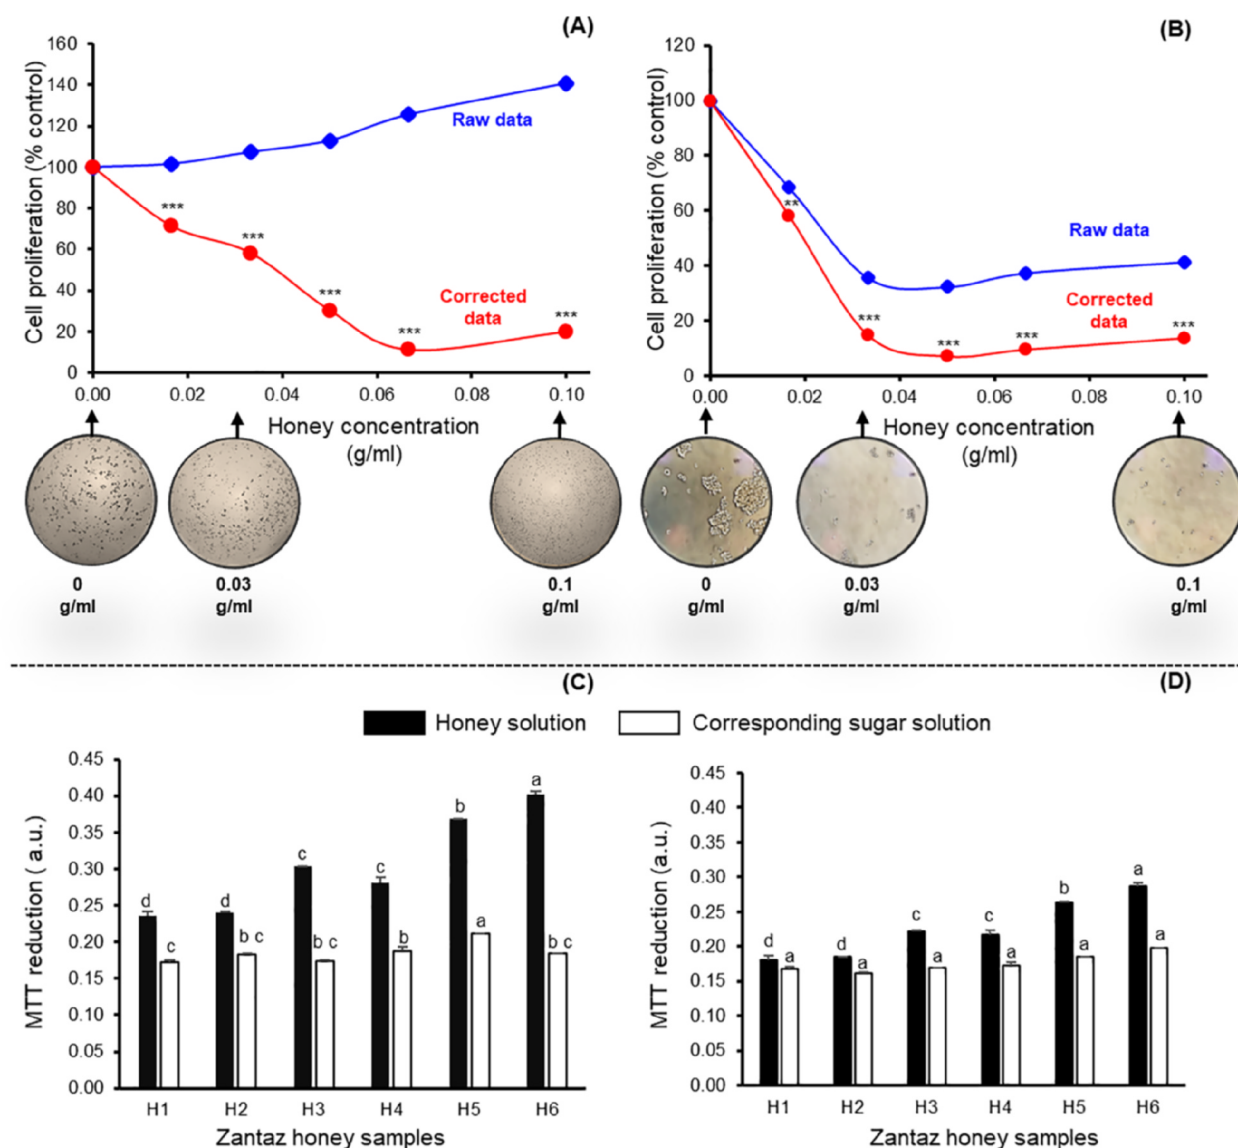 (A)
160
140
120
100
80
60
40
20
0
Cell proliferation (% control)
Raw data
***
***
***
***
***
Corrected
data
0.00 0.02 0.04 0.06 0.08 0.10
Honey concentration
(g/ml)
0
g/ml
0.03
g/ml
0.1
g/ml
(B)
120
100
80
60
40
20
0
Cell proliferation (% control)
Raw data
**
***
***
***
***
Corrected
data
0.00 0.02 0.04 0.06 0.08 0.10
Honey concentration
(g/ml)
0
g/ml
0.03
g/ml
0.1
g/ml
(C)
(D)
Honey solution
Corresponding sugar solution
0.45
0.40
0.35
0.30
0.25
0.20
0.15
0.10
0.05
0.00
MTT reduction ( a.u.)
d c d b c c b c c b b a a b c
H1 H2 H3 H4 H5 H6
Zantaz honey samples
0.45
0.40
0.35
0.30
0.25
0.20
0.15
0.10
0.05
0.00
MTT reduction (a.u.)
d a d a c a c a b a a a
H1 H2 H3 H4 H5 H6
Zantaz honey samples